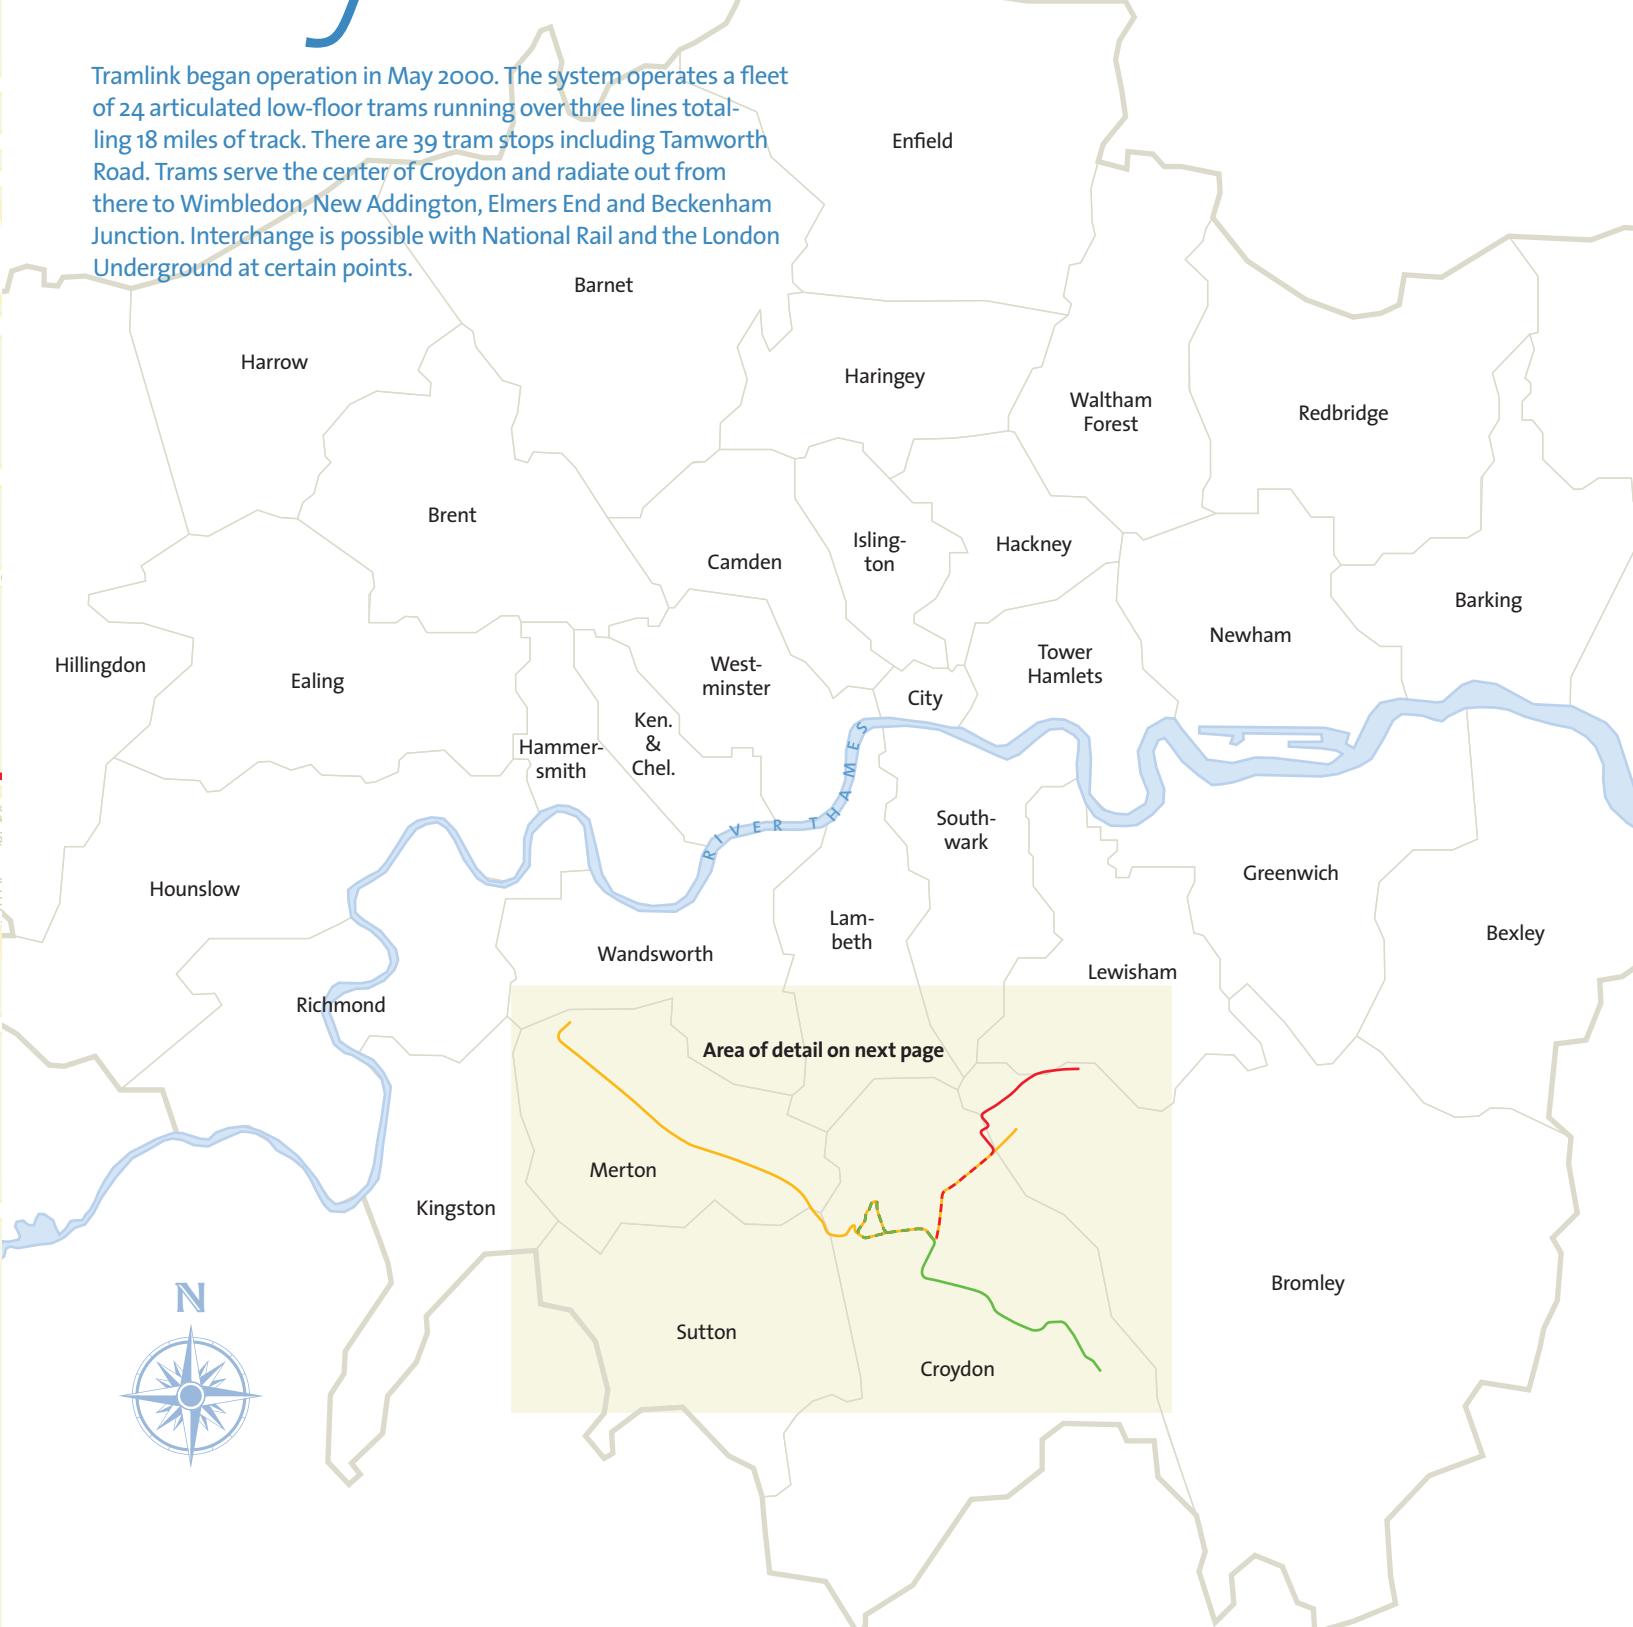 Tramlink began operation in May 2000. The system operates a fleet
of 24 articulated low-floor trams running over three lines total-
ling 18 miles of track. There are 39 tram stops including Tamworth
Road. Trams serve the center of Croydon and radiate out from
there to Wimbledon, New Addington, Elmers End and Beckenham
Junction. Interchange is possible with National Rail and the London
Underground at certain points.
Enfield
Barnet
Harrow
Haringey
Waltham
Forest
Redbridge
Brent
Camden
Isling-
ton
Hackney
Barking
Newham
Hillingdon
Ealing
West-
minster
Tower
Hamlets
City
Ken.
&
Chel.
Hammer-
smith
RIVER THAMES
South-
wark
Hounslow
Greenwich
Lam-
beth
Bexley
Wandsworth
Lewisham
Richmond
Area of detail on next page
Merton
Kingston
Bromley
N
Sutton
Croydon